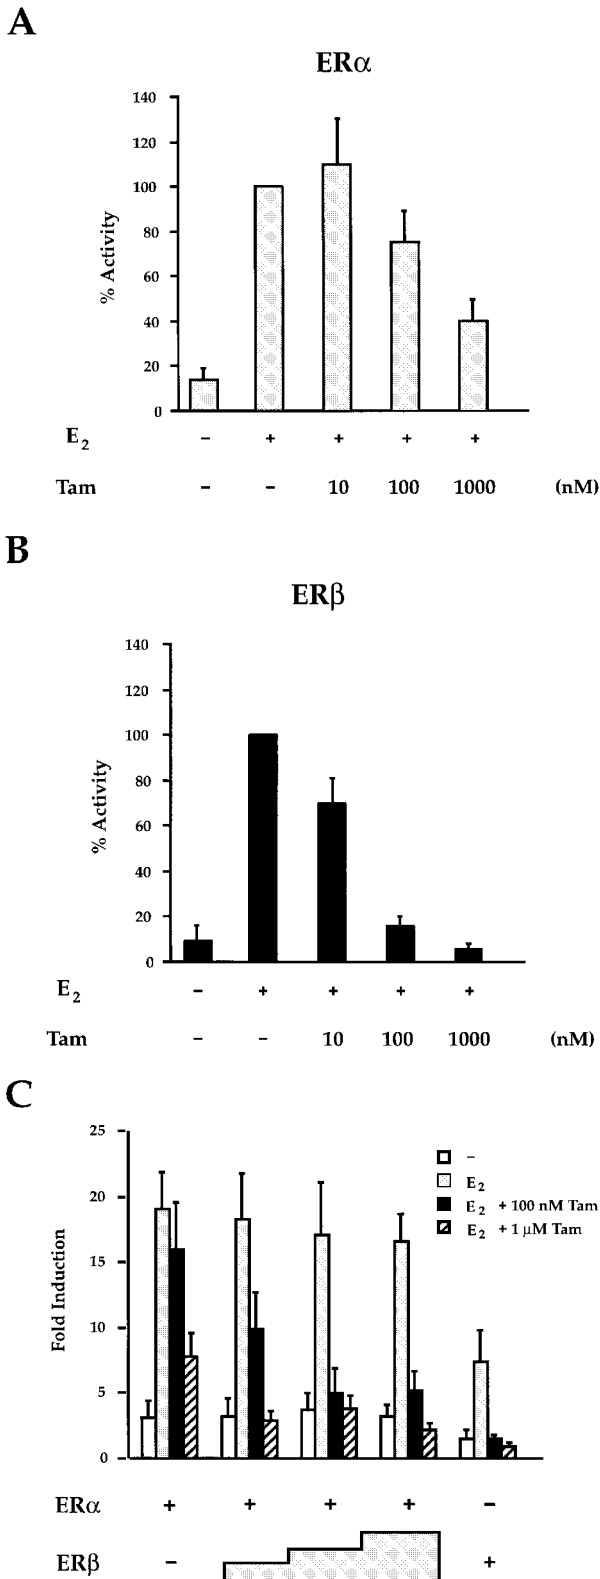 A
ERα
140
120
100
80
60
40
20
0
% Activity
E2 – + + + +
Tam – – 10 100 1000 (nM)
B
ERβ
140
120
100
80
60
40
20
0
% Activity
E2 – + + + +
Tam – – 10 100 1000 (nM)
C
25
20
15
10
5
0
Fold Induction
–
E2
E2 + 100 nM Tam
E2 + 1 µM Tam
ERα + + + + –
ERβ – +